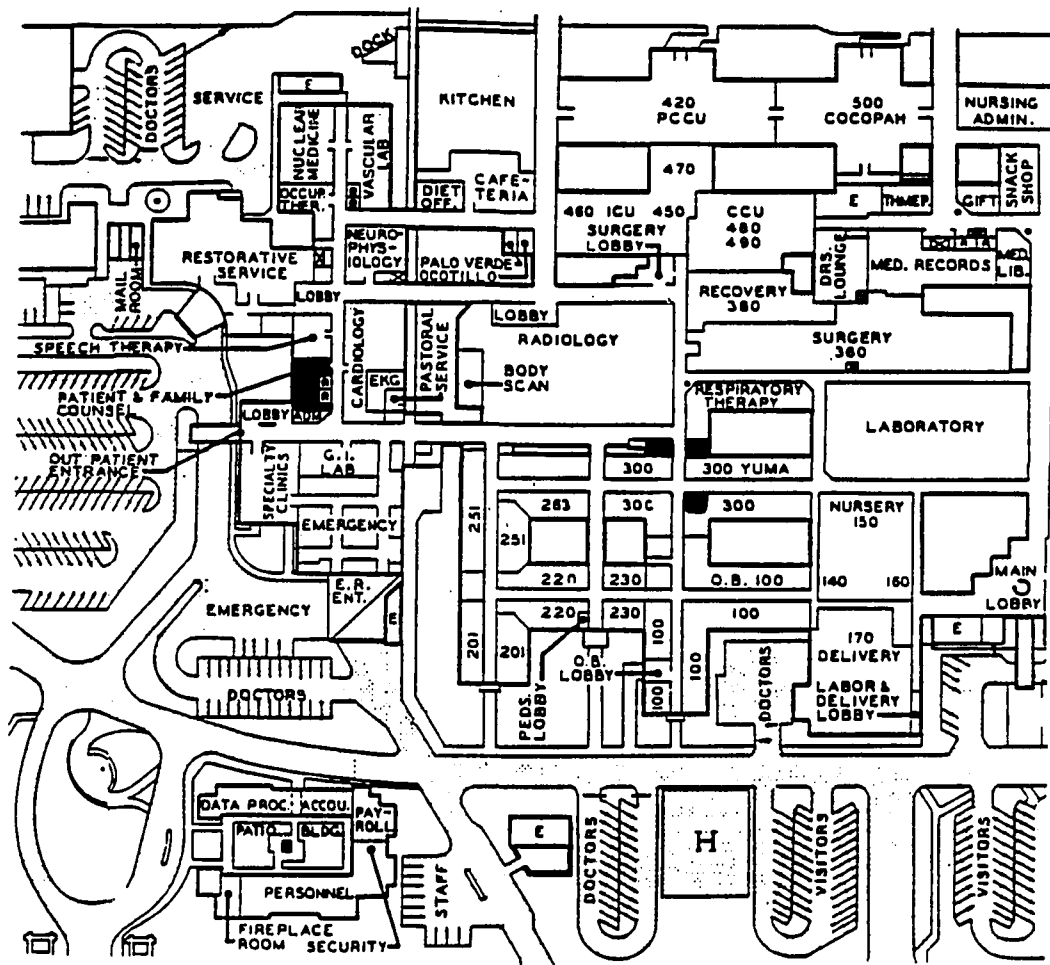 DOCK
E
SERVICE
DOCTORS
KITCHEN
420
PCCU
500
COCOPAH
NURSING
ADMIN.
NUCLEAR
MEDICINE
VASCULAR
LAB
470
SNACK
SHOP
OCCUP.
THER.
DIET
OFF.
CAFE-
TERIA
E
THMEP.
GIFT
460 ICU 450
SURGERY
LOBBY
CCU
480
490
MAIL
ROOM
RESTORATIVE
SERVICE
NEURO-
PHYS-
IOLOGY
PALO VERDE
OCOTILLO
DRS.
LOUNGE
MED. RECORDS
MED.
LIB.
LOBBY
RECOVERY
380
LOBBY
RADIOLOGY
SURGERY
360
SPEECH THERAPY
CARDIOLOGY
PASTORAL
SERVICE
BODY
SCAN
EKG
PATIENT & FAMILY
COUNSEL
RESPIRATORY
THERAPY
LABORATORY
LOBBY
ADM.
OUT PATIENT
ENTRANCE
SPECIALTY
CLINICS
G.I.
LAB
300
300 YUMA
EMERGENCY
251
251
263
30C
300
NURSERY
150
E.R.
ENT.
220
230
O.B. 100
140
160
MAIN
LOBBY
EMERGENCY
E
220
230
100
100
170
DELIVERY
E
201
201
O.B.
LOBBY
100
100
DOCTORS
PEDS.
LOBBY
DOCTORS
LABOR &
DELIVERY
LOBBY
DATA PROC.
ACCOU.
PAY-
ROLL
PATIO
BLDG.
E
DOCTORS
H
VISITORS
VISITORS
PERSONNEL
STAFF
FIREPLACE
ROOM
SECURITY